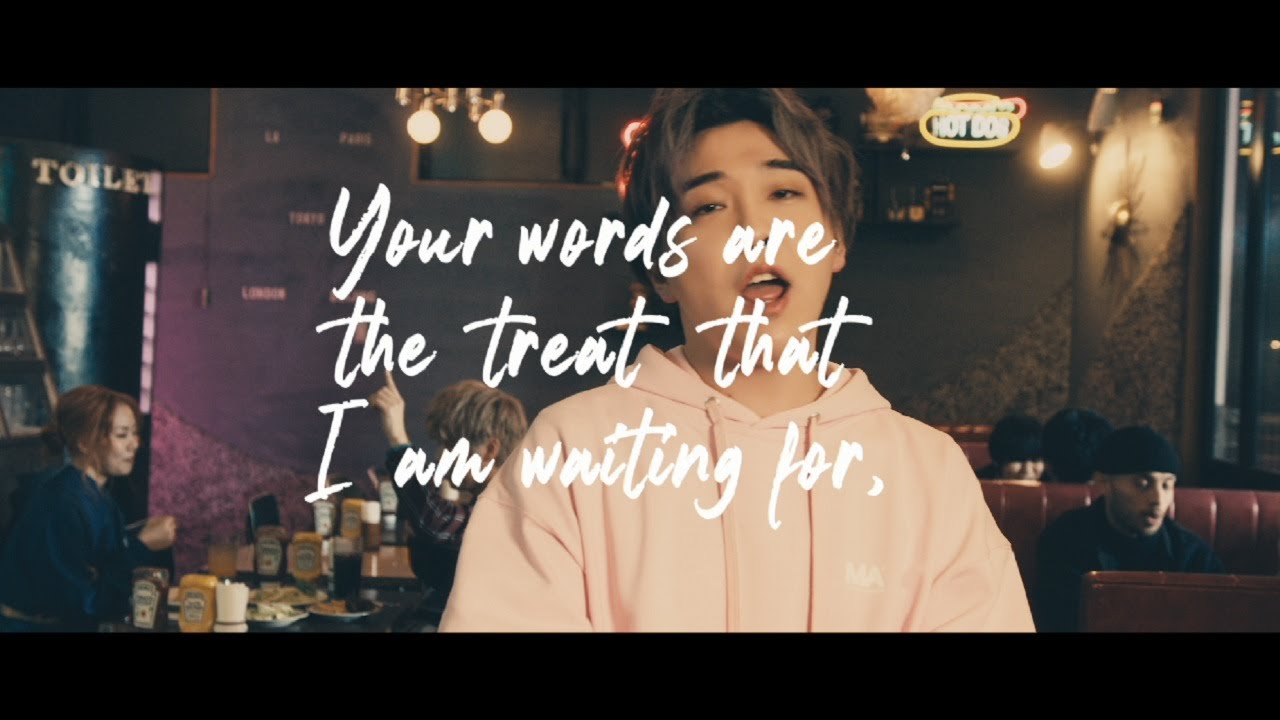 LA PARIS
HOT DOG
TOILET
Your words are
TOKYO
LONDON
the treat that
I am waiting for,
MA